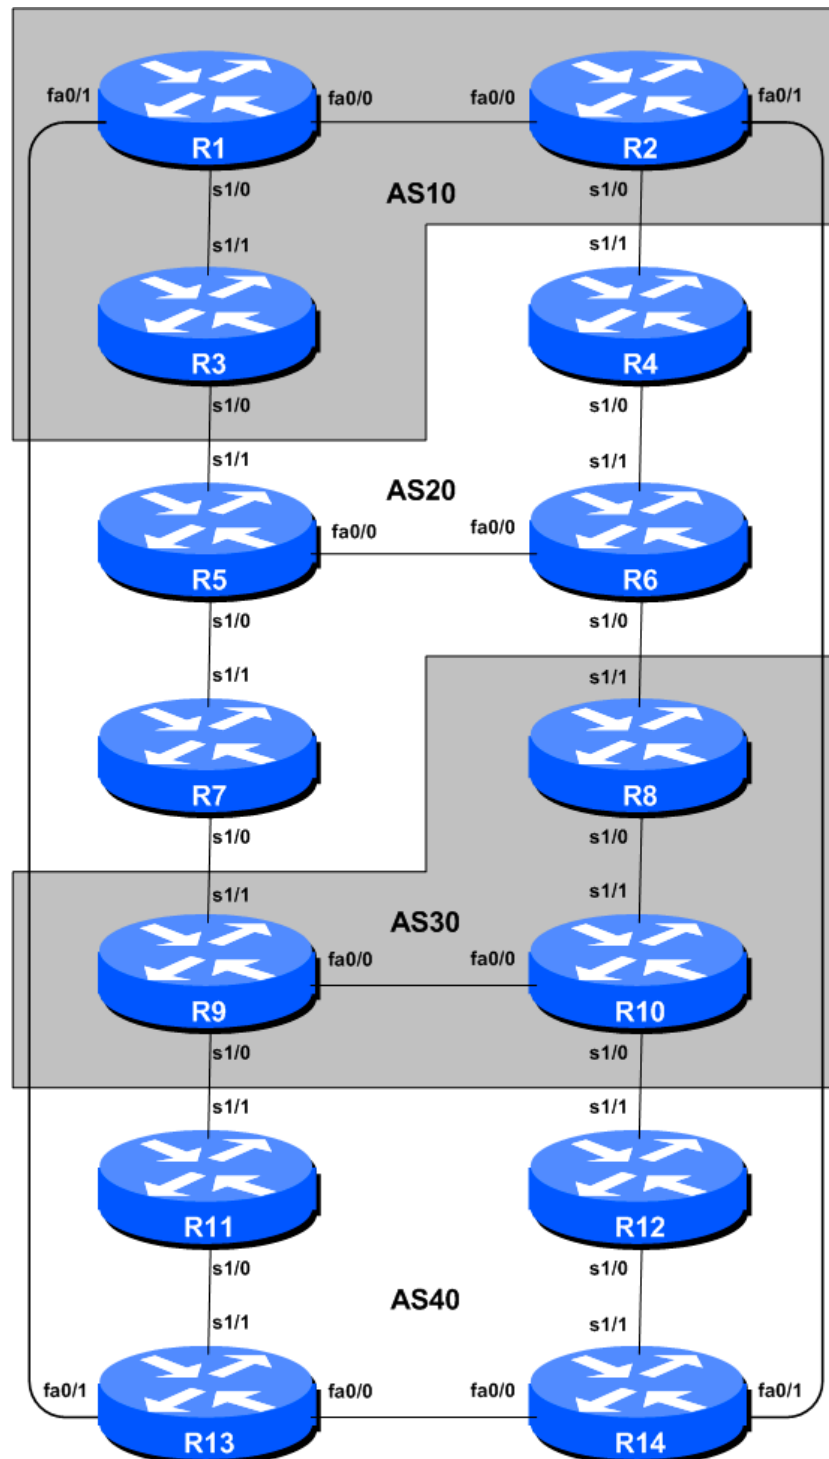 fa0/1 fa0/0 fa0/0 fa0/1
R1 R2
s1/0 AS10 s1/0
s1/1 s1/1
R3 R4
s1/0 s1/0
s1/1 AS20 s1/1
fa0/0 fa0/0
R5 R6
s1/0 s1/0
s1/1 s1/1
R7 R8
s1/0 s1/0
s1/1 AS30 s1/1
fa0/0 fa0/0
R9 R10
s1/0 s1/0
s1/1 s1/1
R11 R12
s1/0 s1/0
AS40
s1/1 s1/1
fa0/1 fa0/0 fa0/0 fa0/1
R13 R14